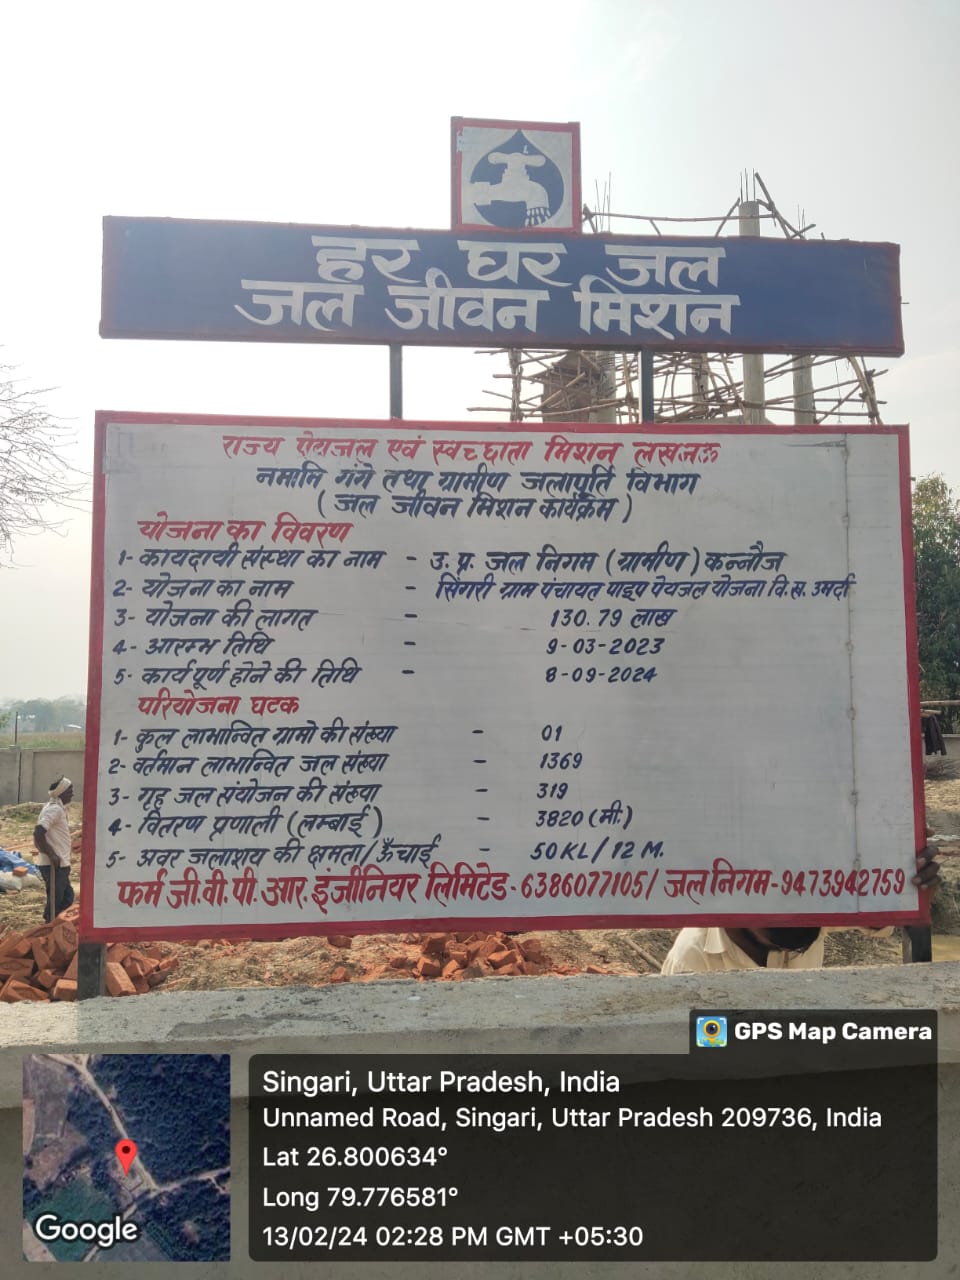 हर घर जल
जल जीवन मिशन
राज्य पेयजल एवं स्वच्छाता मिशन लखनऊ
नमामि गंगे तथा ग्रामीण जलापूर्ति विभाग
( जल जीवन मिशन कार्यक्रम )
योजना का विवरण
1- कायदायी संस्था का नाम - उ. प्र. जल निगम (ग्रामीण) कन्नौज
2- योजना का नाम - सिंगरी ग्राम पंचायत पाइप पेयजल योजना वि. ख. उमर्दा
3- योजना की लागत - 130.79 लाख
4- आरम्भ तिथि - 9-03-2023
5- कार्य पूर्ण होने की तिथि - 8-09-2024
परियोजना घटक
1- कुल लाभान्वित ग्रामो की संख्या - 01
2- वर्तमान लाभान्वित जल संख्या - 1369
3- गृह जल संयोजन की संख्या - 319
4- वितरण प्रणाली (लम्बाई) - 3820 (मी.)
5- अवर जलाशय की क्षमता/ऊँचाई - 50KL/12 M.
फर्म जी.वी.पी.आर. इंजीनियर लिमिटेड-6386077105/ जल निगम-9473942759
GPS Map Camera
Singari, Uttar Pradesh, India
Unnamed Road, Singari, Uttar Pradesh 209736, India
Lat 26.800634°
Long 79.776581°
13/02/24 02:28 PM GMT +05:30
Google